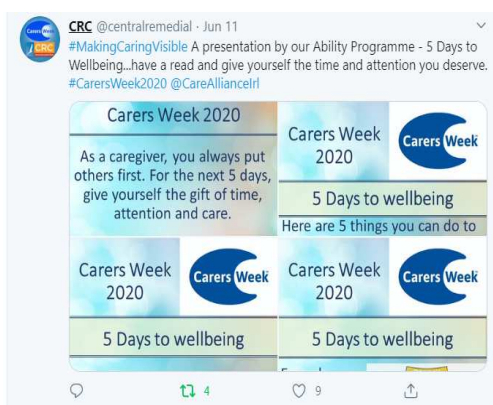 CRC @centralremedial · Jun 11
#MakingCaringVisible A presentation by our Ability Programme - 5 Days to
Wellbeing...have a read and give yourself the time and attention you deserve.
#CarersWeek2020 @CareAllianceIrl
Carers Week 2020
As a caregiver, you always put
others first. For the next 5 days,
give yourself the gift of time,
attention and care.
Carers Week
2020
Carers Week
5 Days to wellbeing
Here are 5 things you can do to
Carers Week
2020
Carers Week
5 Days to wellbeing
Carers Week
2020
Carers Week
5 Days to wellbeing
4
9